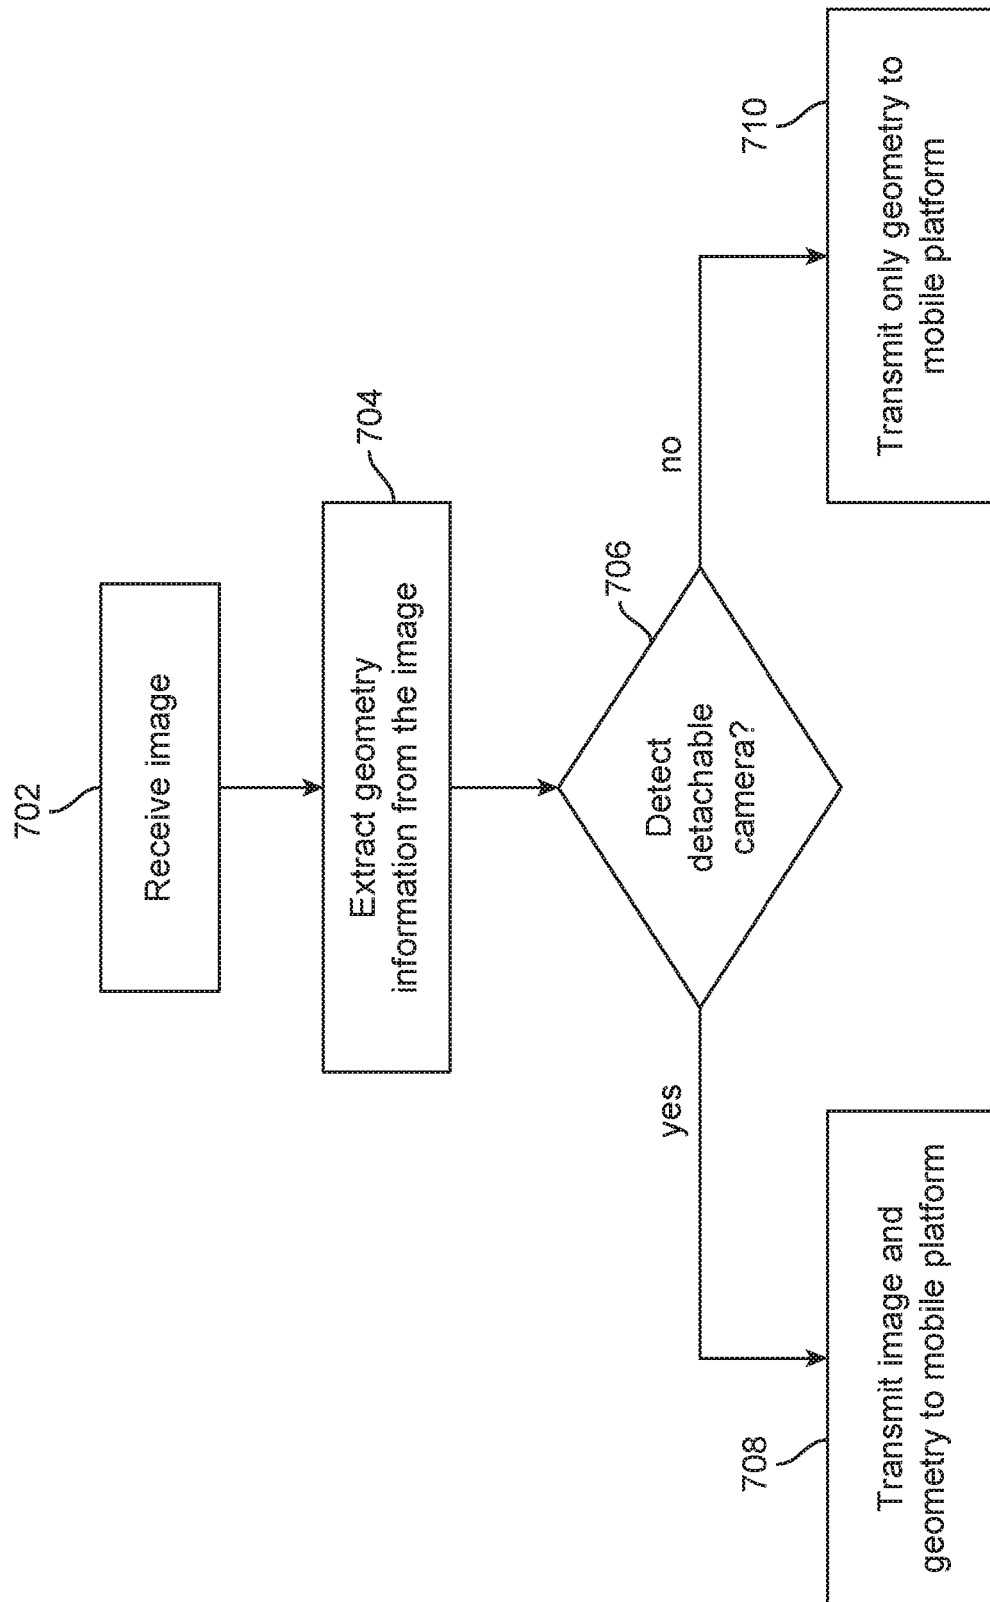 702
Receive image
704
Extract geometry
information from the image
706
Detect
detachable
camera?
yes
no
708
Transmit image and
geometry to mobile platform
710
Transmit only geometry to
mobile platform